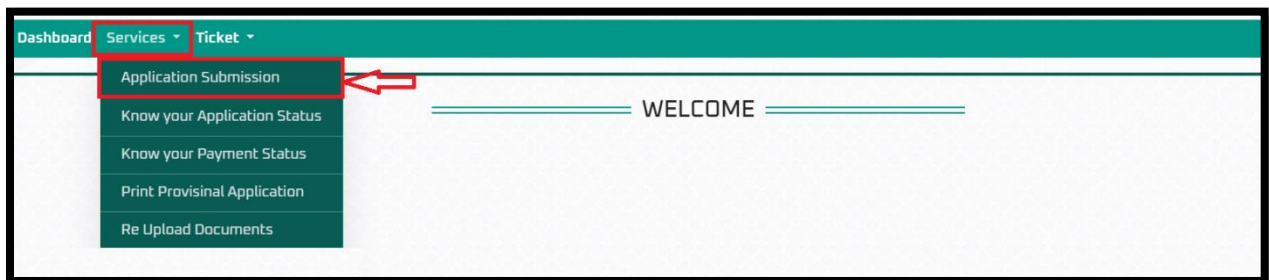 Dashboard Services Ticket
Application Submission
WELCOME
Know your Application Status
Know your Payment Status
Print Provisinal Application
Re Upload Documents